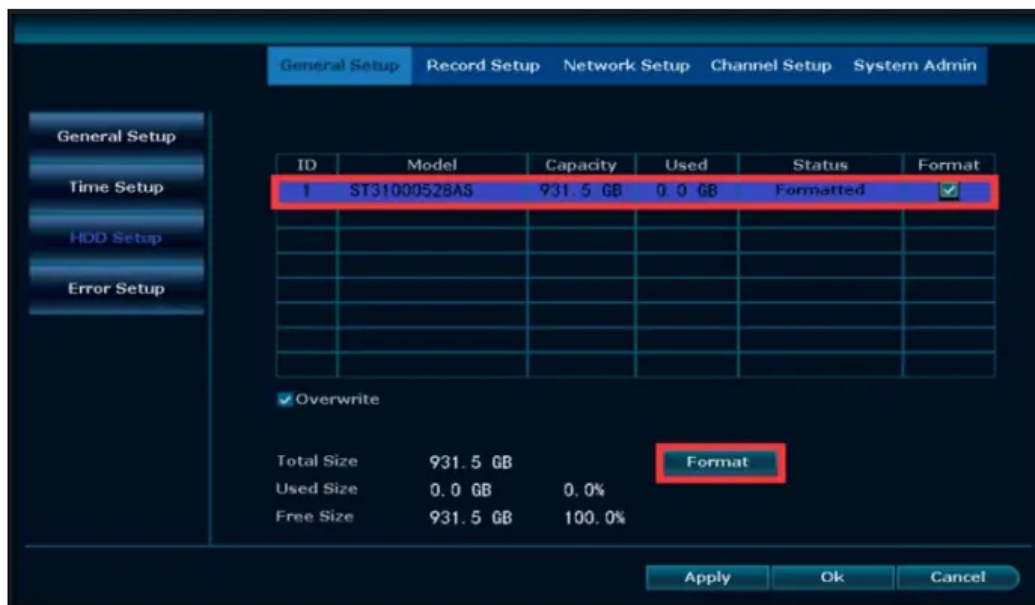 General Setup Record Setup Network Setup Channel Setup System Admin
General Setup
Time Setup
HDD Setup
Error Setup
ID Model Capacity Used Status Format
1 ST31000528AS 931.5 GB 0.0 GB Formatted
Overwrite
Total Size 931.5 GB Format
Used Size 0.0 GB 0.0%
Free Size 931.5 GB 100.0%
Apply Ok Cancel